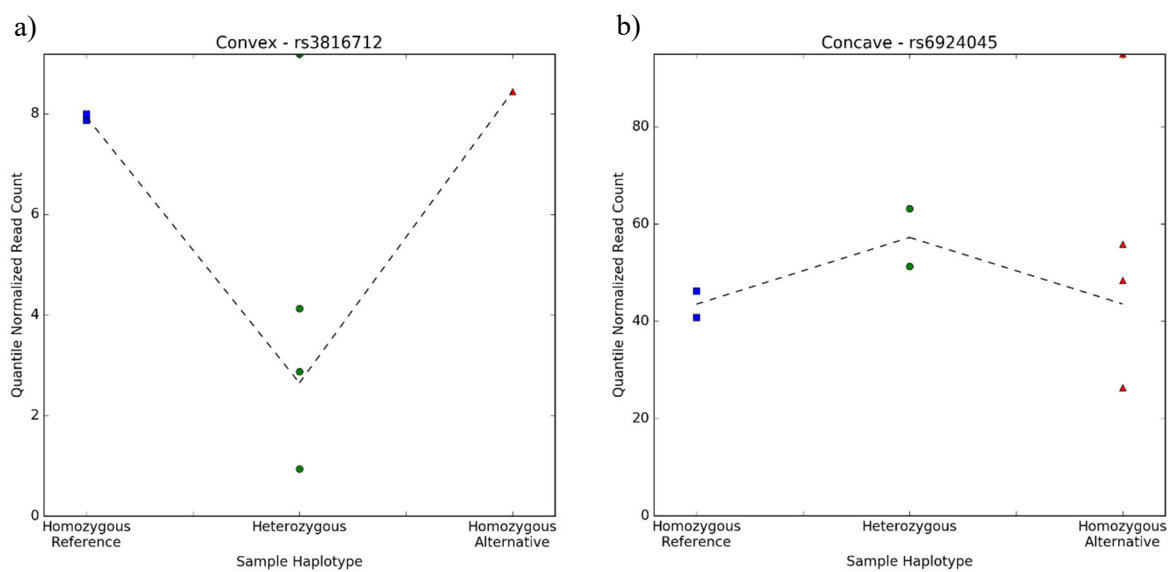 a)
Convex - rs3816712
Quantile Normalized Read Count
8
6
4
2
0
Homozygous
Reference
Heterozygous
Homozygous
Alternative
Sample Haplotype
b)
Concave - rs6924045
Quantile Normalized Read Count
80
60
40
20
0
Homozygous
Reference
Heterozygous
Homozygous
Alternative
Sample Haplotype